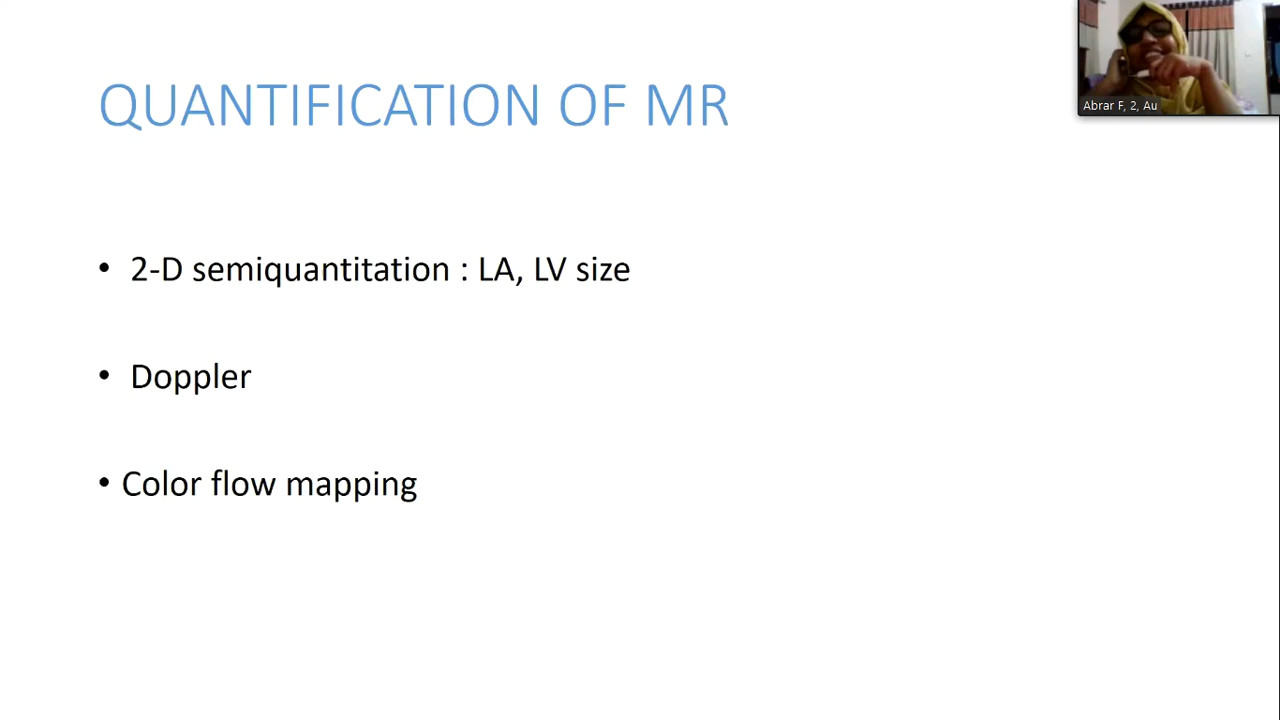 QUANTIFICATION OF MR
Abrar F, 2, Au
• 2-D semiquantitation : LA, LV size
• Doppler
• Color flow mapping